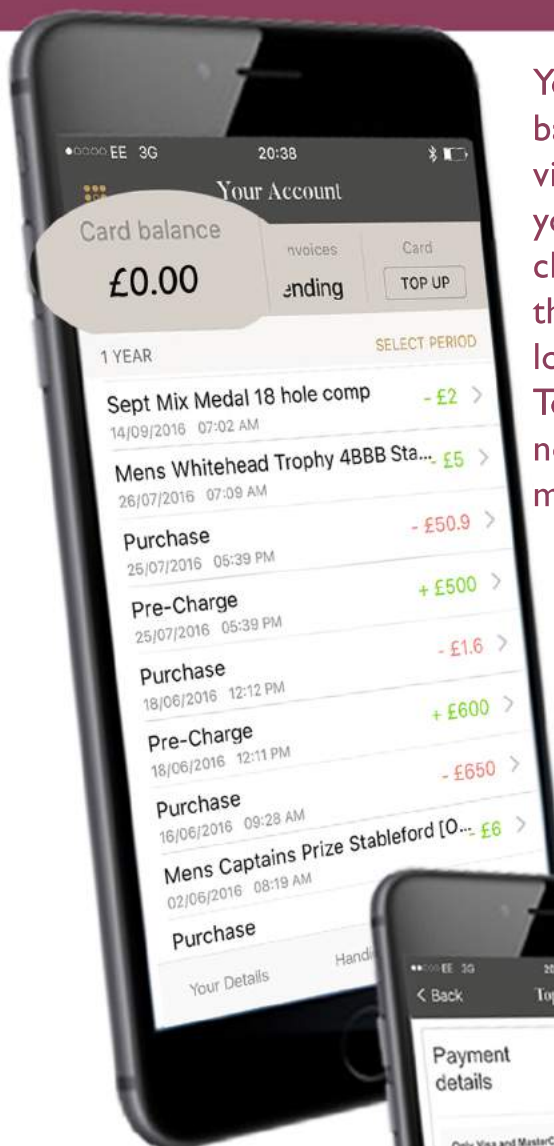 EE 3G 20:38
Your Account
Card balance
£0.00
nvoices
ending
Card
TOP UP
1 YEAR
SELECT PERIOD
Sept Mix Medal 18 hole comp - £2
14/09/2016 07:02 AM
Mens Whitehead Trophy 4BBB Sta... - £5
26/07/2016 07:09 AM
Purchase - £50.9
25/07/2016 05:39 PM
Pre-Charge + £500
25/07/2016 05:39 PM
Purchase - £1.6
18/06/2016 12:12 PM
Pre-Charge + £600
18/06/2016 12:11 PM
Purchase - £650
16/06/2016 09:28 AM
Mens Captains Prize Stableford [O... - £6
02/06/2016 08:19 AM
Purchase
Your Details Handi
Yo
ba
vi
yo
cl
th
lo
To
n
m
EE 3G 20
< Back Top
Payment
details
Only Visa and MasterC